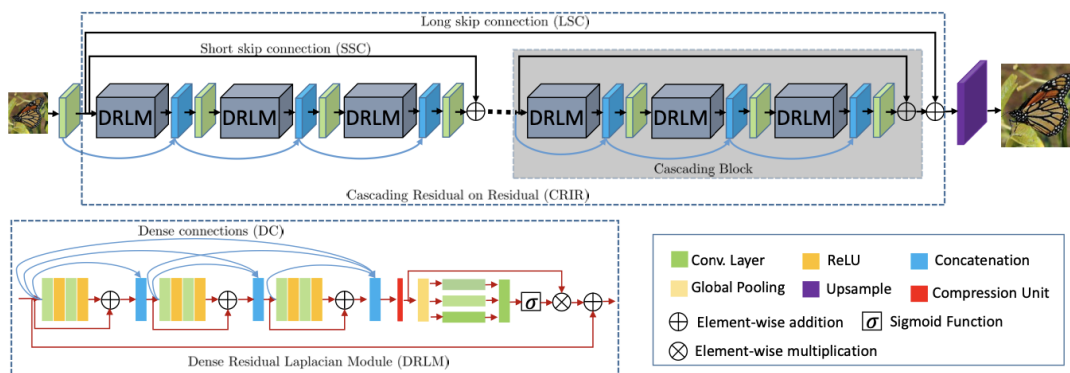 Long skip connection (LSC)
Short skip connection (SSC)
DRLM DRLM DRLM DRLM DRLM DRLM
Cascading Block
Cascading Residual on Residual (CRIR)
Dense connections (DC)
σ
Dense Residual Laplacian Module (DRLM)
Conv. Layer ReLU Concatenation
Global Pooling Upsample Compression Unit
Element-wise addition σ Sigmoid Function
Element-wise multiplication